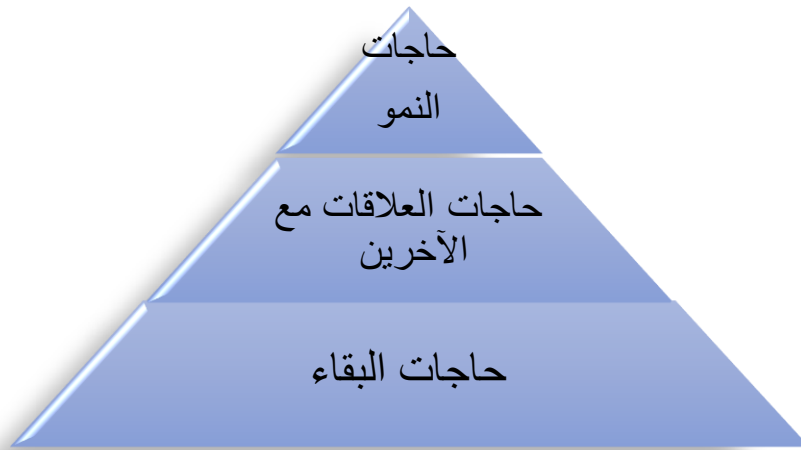 حاجات
النمو
حاجات العلاقات مع
الآخرين
حاجات البقاء